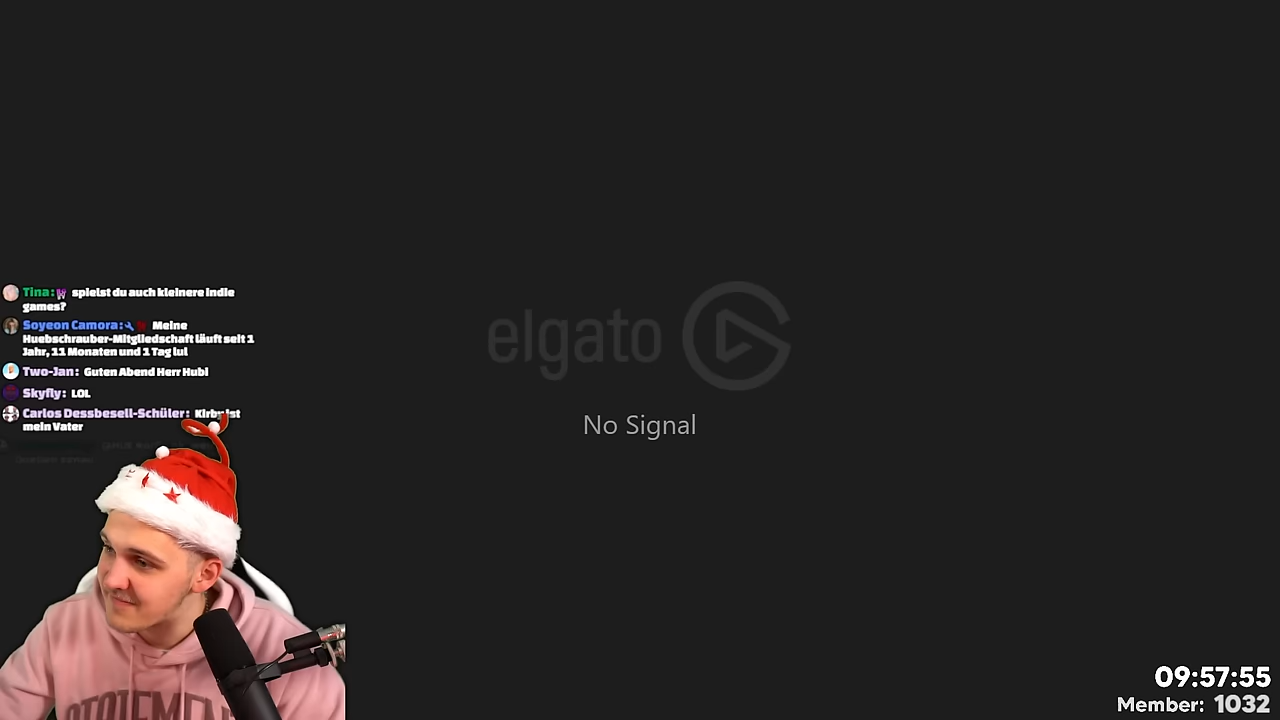 Tina: spielst du auch kleinere indie
games?
Soyeon Camora: Meine
Huebschrauber-Mitgliedschaft läuft seit 1
Jahr, 11 Monaten und 1 Tag lul
Two-Jan: Guten Abend Herr Hubi
Skyfly: LOL
Carlos Dessbesell-Schüler: Kirby ist
mein Vater
elgato
No Signal
09:57:55
Member: 1032